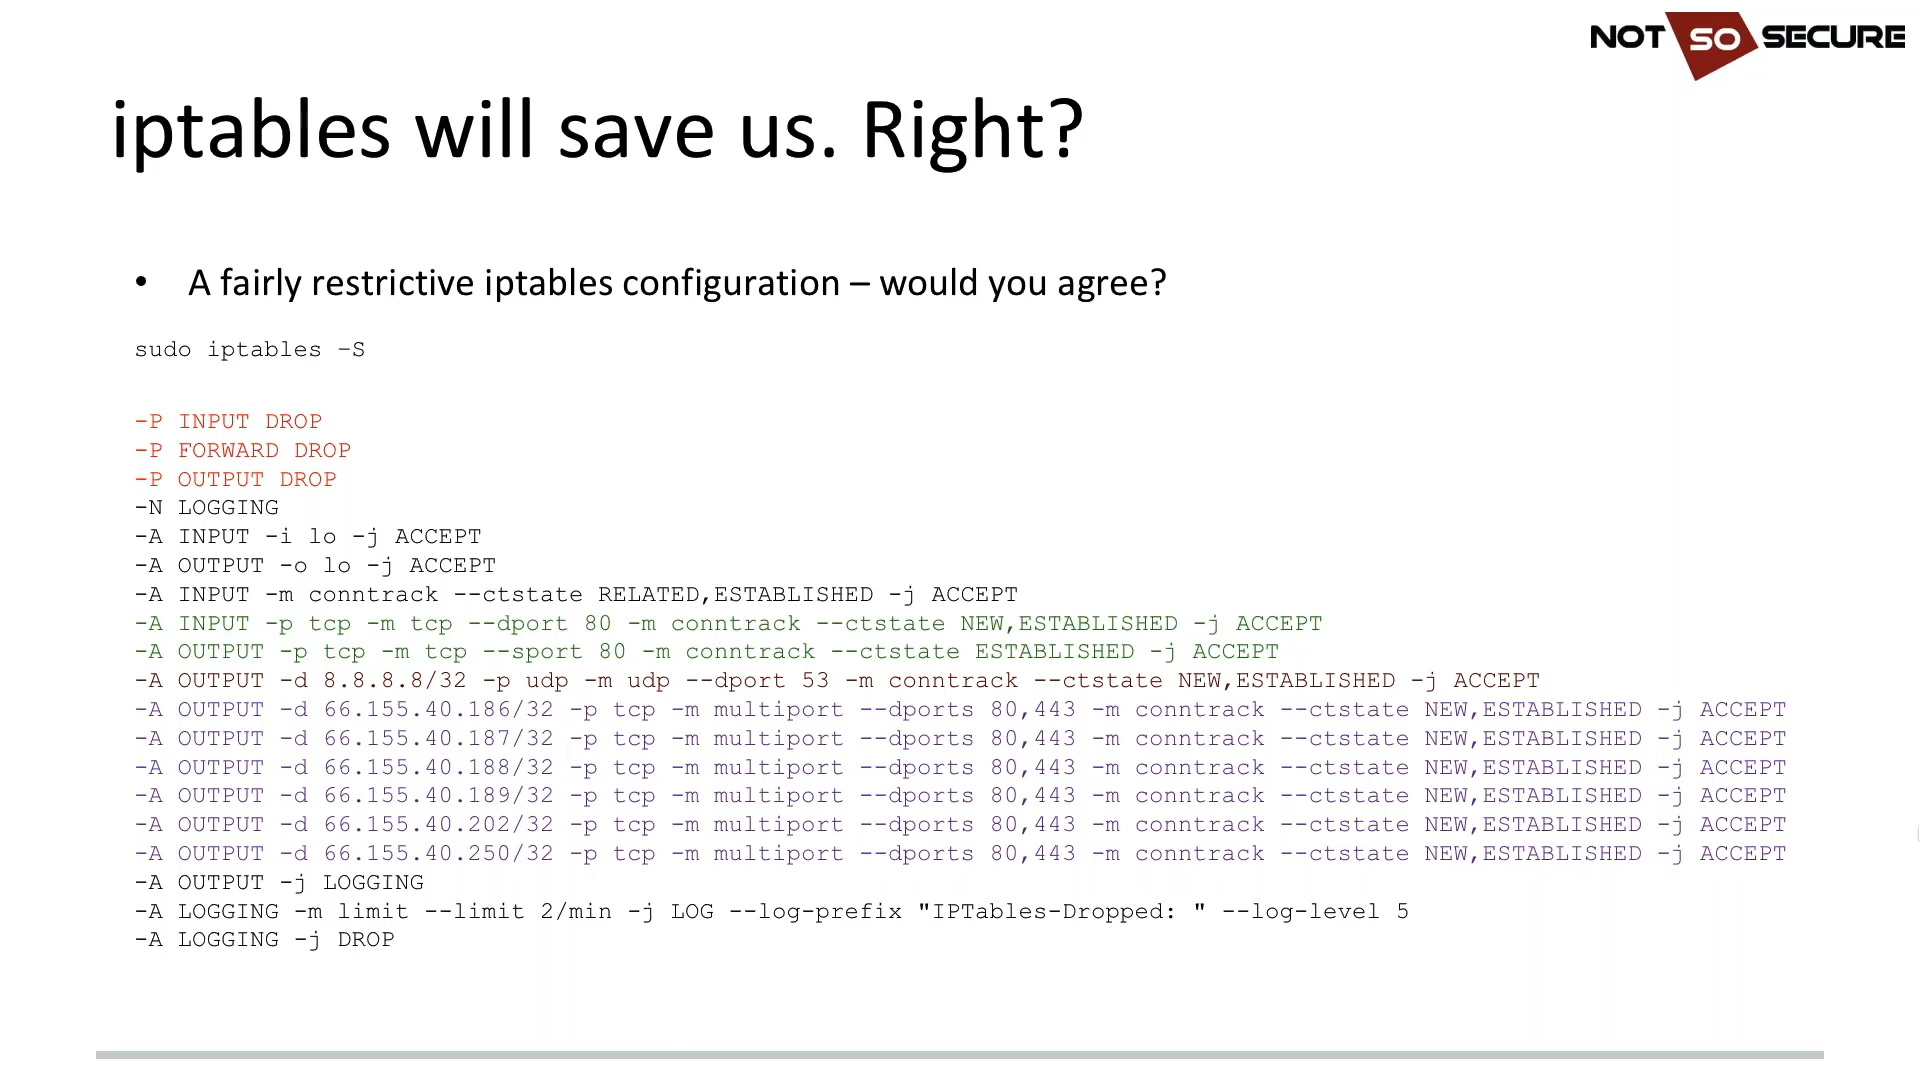 NOT SO SECURE
iptables will save us. Right?
• A fairly restrictive iptables configuration – would you agree?
sudo iptables –S
-P INPUT DROP
-P FORWARD DROP
-P OUTPUT DROP
-N LOGGING
-A INPUT -i lo -j ACCEPT
-A OUTPUT -o lo -j ACCEPT
-A INPUT -m conntrack --ctstate RELATED,ESTABLISHED -j ACCEPT
-A INPUT -p tcp -m tcp --dport 80 -m conntrack --ctstate NEW,ESTABLISHED -j ACCEPT
-A OUTPUT -p tcp -m tcp --sport 80 -m conntrack --ctstate ESTABLISHED -j ACCEPT
-A OUTPUT -d 8.8.8.8/32 -p udp -m udp --dport 53 -m conntrack --ctstate NEW,ESTABLISHED -j ACCEPT
-A OUTPUT -d 66.155.40.186/32 -p tcp -m multiport --dports 80,443 -m conntrack --ctstate NEW,ESTABLISHED -j ACCEPT
-A OUTPUT -d 66.155.40.187/32 -p tcp -m multiport --dports 80,443 -m conntrack --ctstate NEW,ESTABLISHED -j ACCEPT
-A OUTPUT -d 66.155.40.188/32 -p tcp -m multiport --dports 80,443 -m conntrack --ctstate NEW,ESTABLISHED -j ACCEPT
-A OUTPUT -d 66.155.40.189/32 -p tcp -m multiport --dports 80,443 -m conntrack --ctstate NEW,ESTABLISHED -j ACCEPT
-A OUTPUT -d 66.155.40.202/32 -p tcp -m multiport --dports 80,443 -m conntrack --ctstate NEW,ESTABLISHED -j ACCEPT
-A OUTPUT -d 66.155.40.250/32 -p tcp -m multiport --dports 80,443 -m conntrack --ctstate NEW,ESTABLISHED -j ACCEPT
-A OUTPUT -j LOGGING
-A LOGGING -m limit --limit 2/min -j LOG --log-prefix "IPTables-Dropped: " --log-level 5
-A LOGGING -j DROP